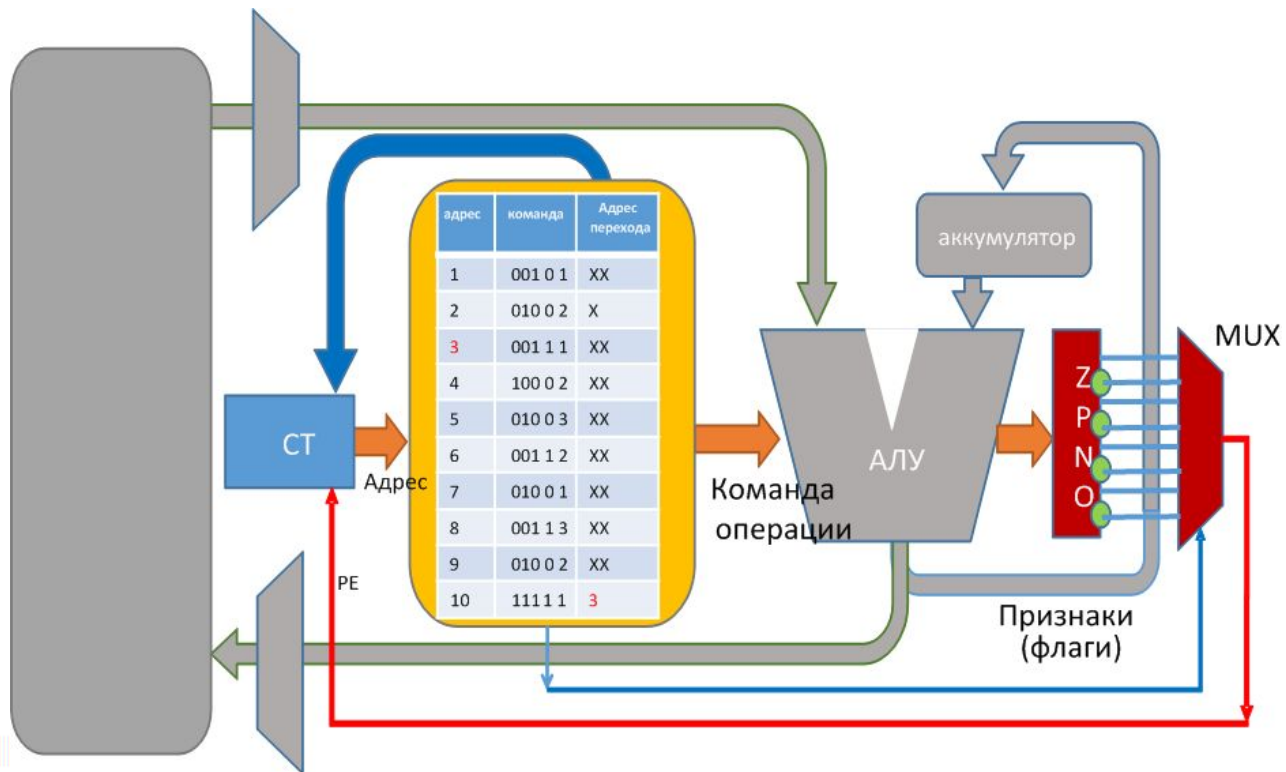 адрес команда Адрес перехода
1 001 0 1 XX
2 010 0 2 X
3 001 1 1 XX
4 100 0 2 XX
5 010 0 3 XX
6 001 1 2 XX
7 010 0 1 XX
8 001 1 3 XX
9 010 0 2 XX
10 111 1 1 3
аккумулятор
MUX
Z
P
N
O
СТ
Адрес
АЛУ
Команда
операции
PE
Признаки
(флаги)